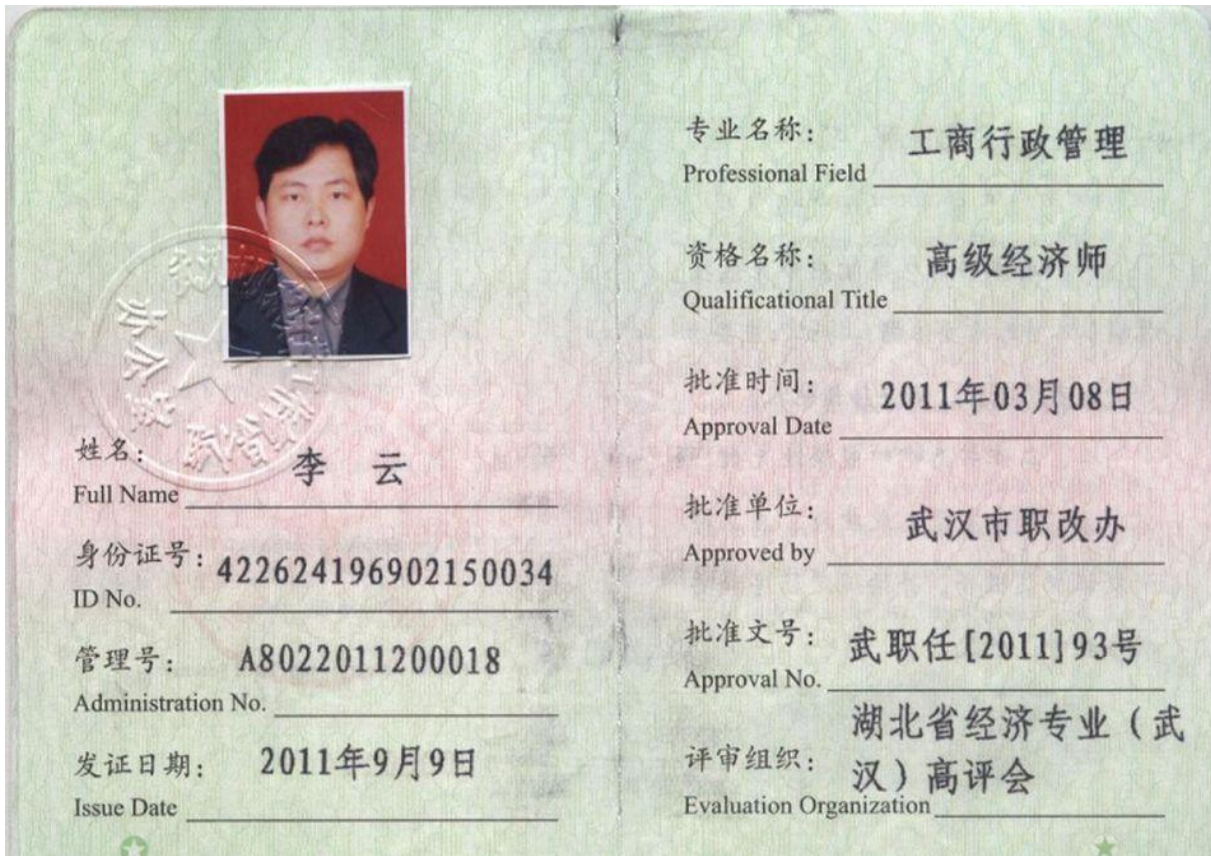 姓名：
李 云
Full Name
身份证号：
422624196902150034
ID No.
管理号：
A8022011200018
Administration No.
发证日期：
2011年9月9日
Issue Date
专业名称：
工商行政管理
Professional Field
资格名称：
高级经济师
Qualificational Title
批准时间：
2011年03月08日
Approval Date
批准单位：
武汉市职改办
Approved by
批准文号：
武职任[2011]93号
Approval No.
评审组织：
湖北省经济专业（武
汉）高评会
Evaluation Organization